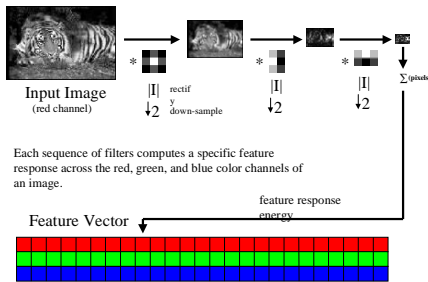 * * *
Input Image
(red channel)
|I| rectif
y
↓2 down-sample
|I|
↓2
|I|
↓2
∑(pixels
Each sequence of filters computes a specific feature
response across the red, green, and blue color channels of
an image.
feature response
energy
Feature Vector